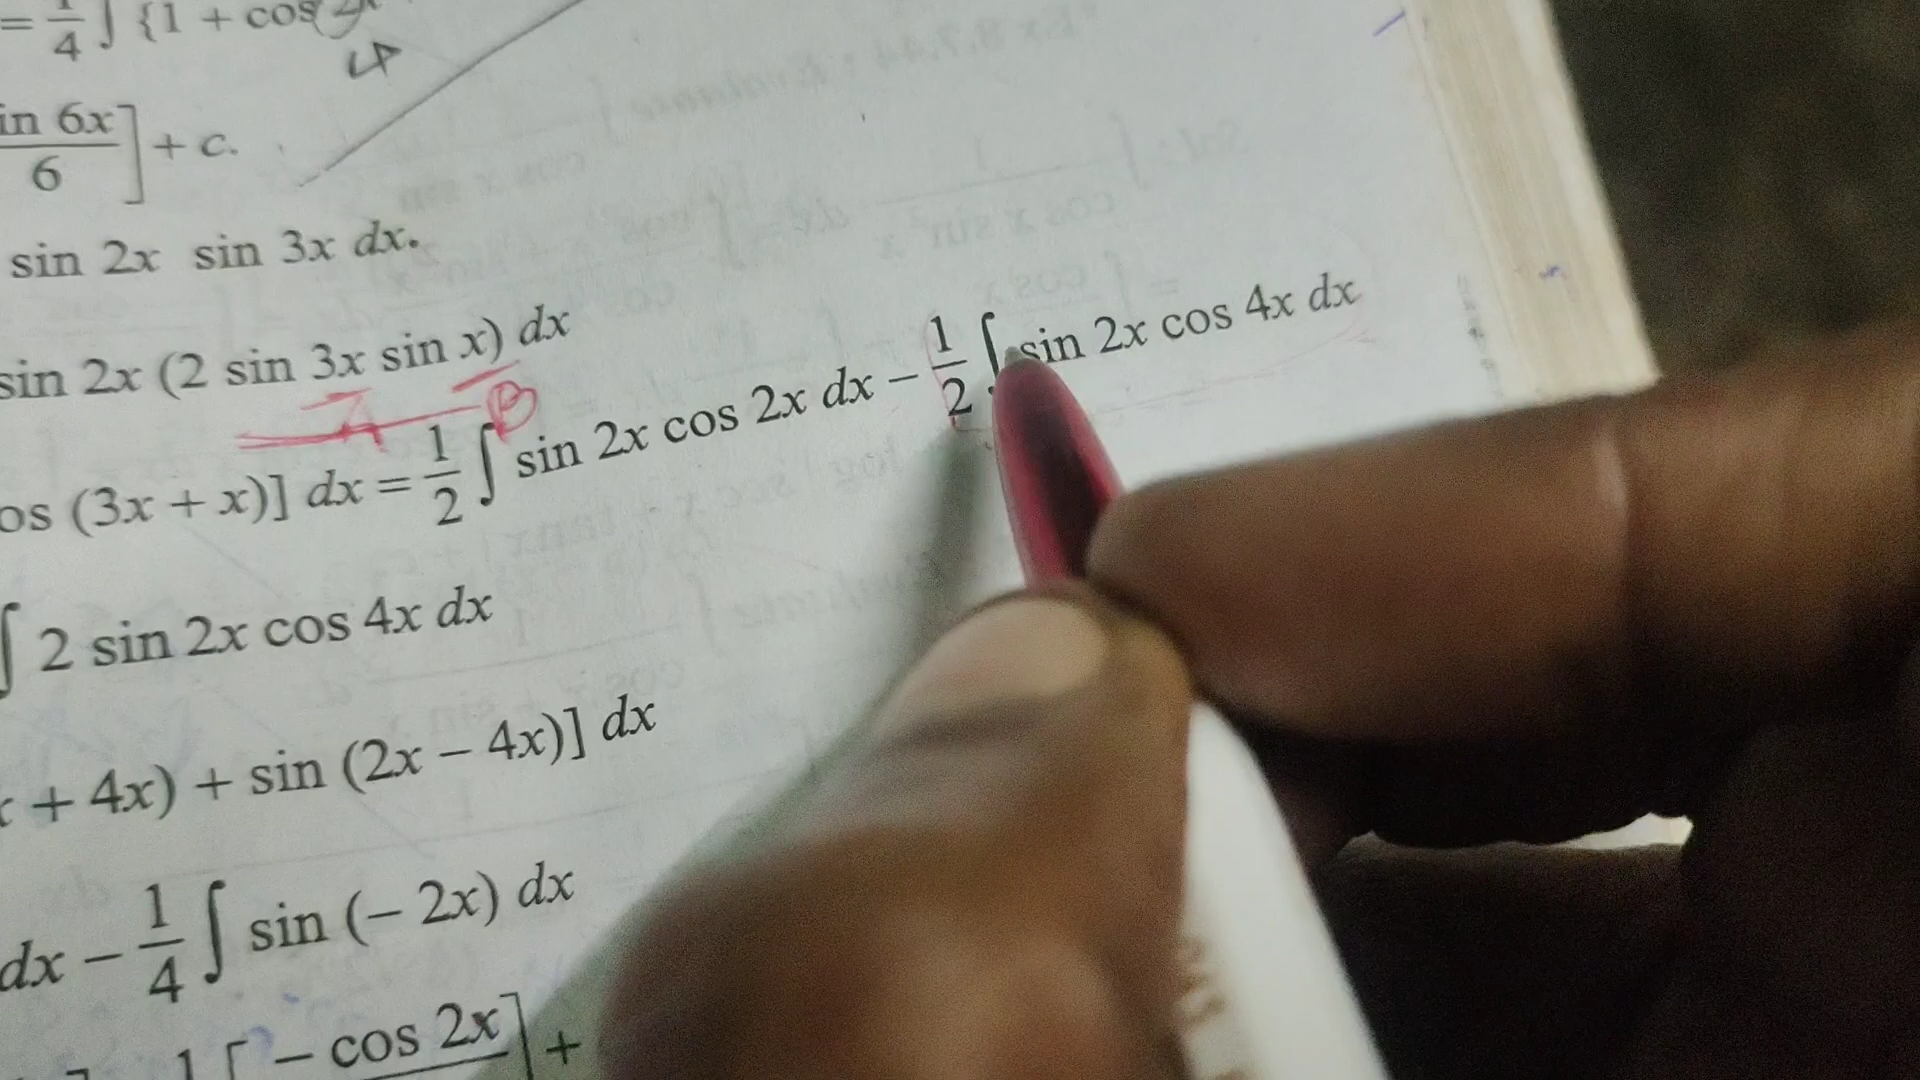 = 1/4 ∫ {1 + cos 2x
4
in 6x / 6 ] + c.
sin 2x sin 3x dx.
sin 2x (2 sin 3x sin x) dx
A B
os (3x + x)] dx = 1/2 ∫ sin 2x cos 2x dx − 1/2 ∫ sin 2x cos 4x dx
∫ 2 sin 2x cos 4x dx
+ 4x) + sin (2x − 4x)] dx
dx − 1/4 ∫ sin (− 2x) dx
1 [ − cos 2x ] +